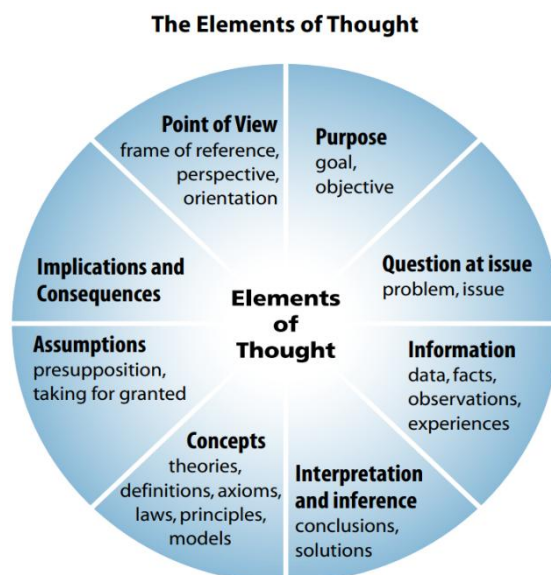 The Elements of Thought
Point of View
frame of reference,
perspective,
orientation
Purpose
goal,
objective
Question at issue
problem, issue
Information
data, facts,
observations,
experiences
Interpretation
and inference
conclusions,
solutions
Concepts
theories,
definitions, axioms,
laws, principles,
models
Assumptions
presupposition,
taking for granted
Implications and
Consequences
Elements
of
Thought